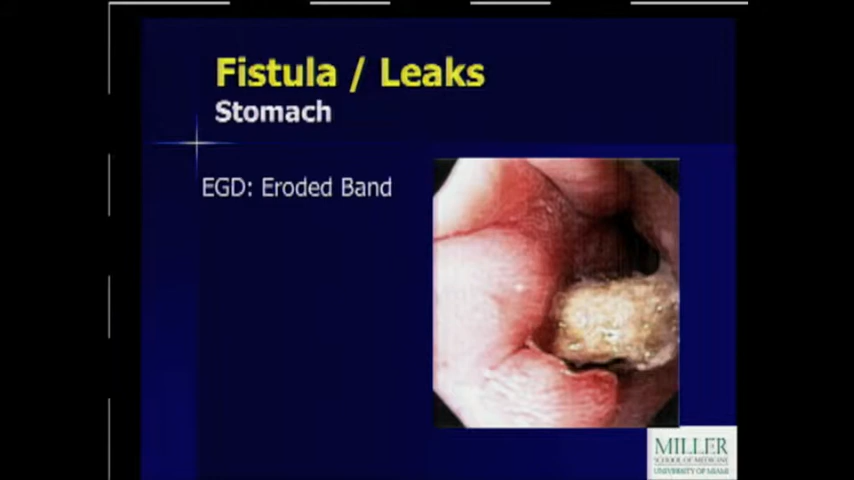 Fistula / Leaks
Stomach
EGD: Eroded Band
MILLER
SCHOOL OF MEDICINE
UNIVERSITY OF MIAMI